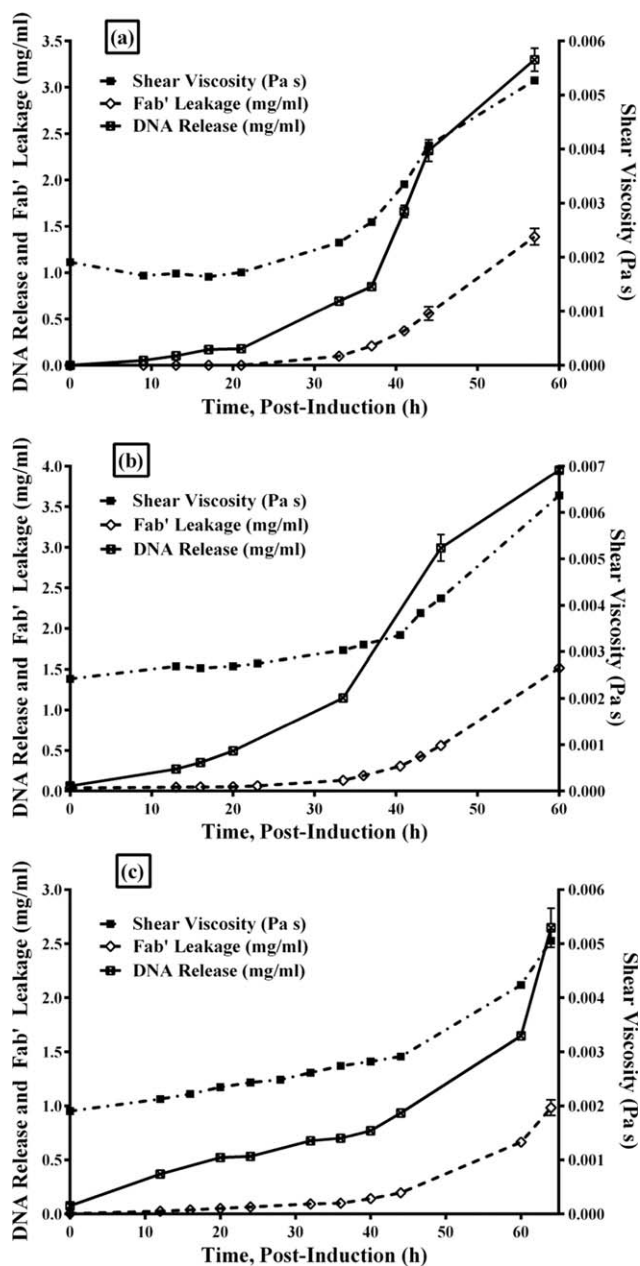 (a)
DNA Release and Fab' Leakage (mg/ml)
3.5
3.0
2.5
2.0
1.5
1.0
0.5
0.0
Shear Viscosity (Pa s)
Fab' Leakage (mg/ml)
DNA Release (mg/ml)
0.006
0.005
0.004
0.003
0.002
0.001
0.000
Shear Viscosity (Pa s)
0 10 20 30 40 50 60
Time, Post-Induction (h)
(b)
DNA Release and Fab' Leakage (mg/ml)
4.0
3.5
3.0
2.5
2.0
1.5
1.0
0.5
0.0
Shear Viscosity (Pa s)
Fab' Leakage (mg/ml)
DNA Release (mg/ml)
0.007
0.006
0.005
0.004
0.003
0.002
0.001
0.000
Shear Viscosity (Pa s)
0 10 20 30 40 50 60
Time, Post-Induction (h)
(c)
DNA Release and Fab' Leakage (mg/ml)
3.0
2.5
2.0
1.5
1.0
0.5
0.0
Shear Viscosity (Pa s)
Fab' Leakage (mg/ml)
DNA Release (mg/ml)
0.006
0.005
0.004
0.003
0.002
0.001
0.000
Shear Viscosity (Pa s)
0 10 20 30 40 50 60
Time, Post-Induction (h)